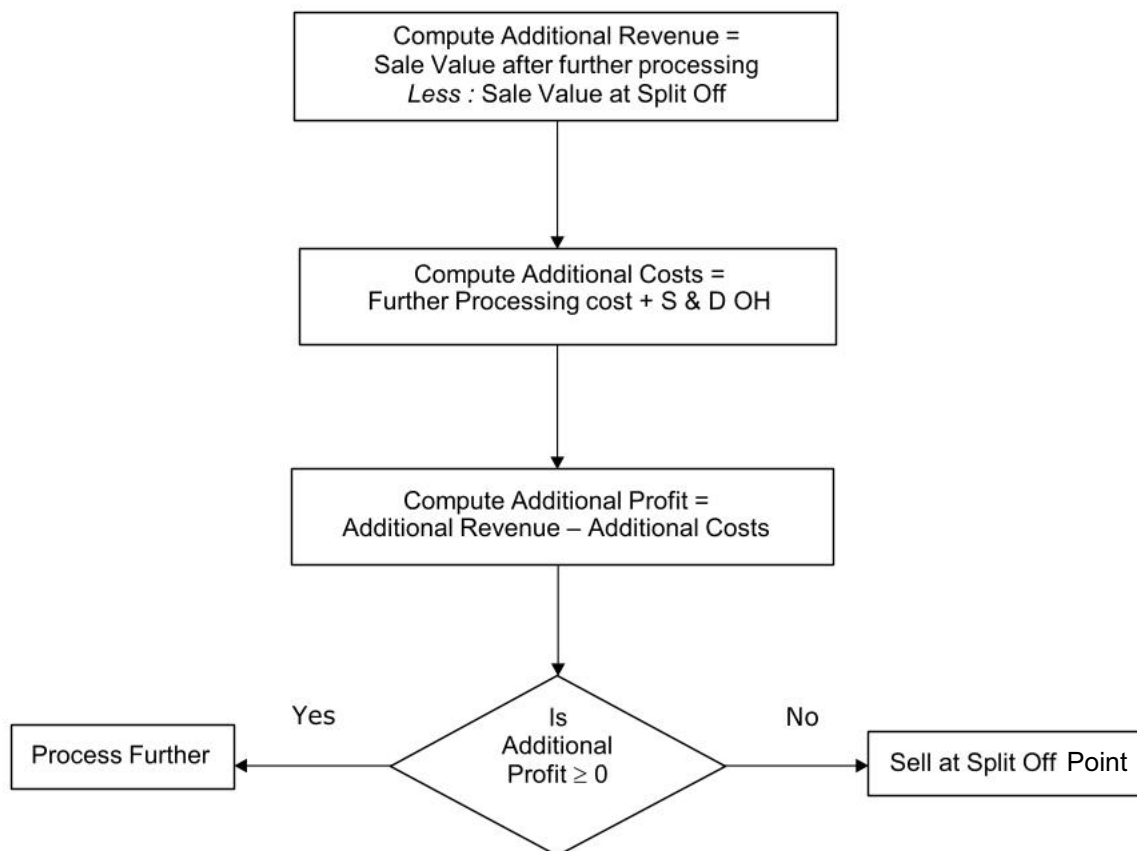 Compute Additional Revenue =
Sale Value after further processing
Less : Sale Value at Split Off
Compute Additional Costs =
Further Processing cost + S & D OH
Compute Additional Profit =
Additional Revenue – Additional Costs
Is
Additional
Profit ≥ 0
Yes
No
Process Further
Sell at Split Off Point